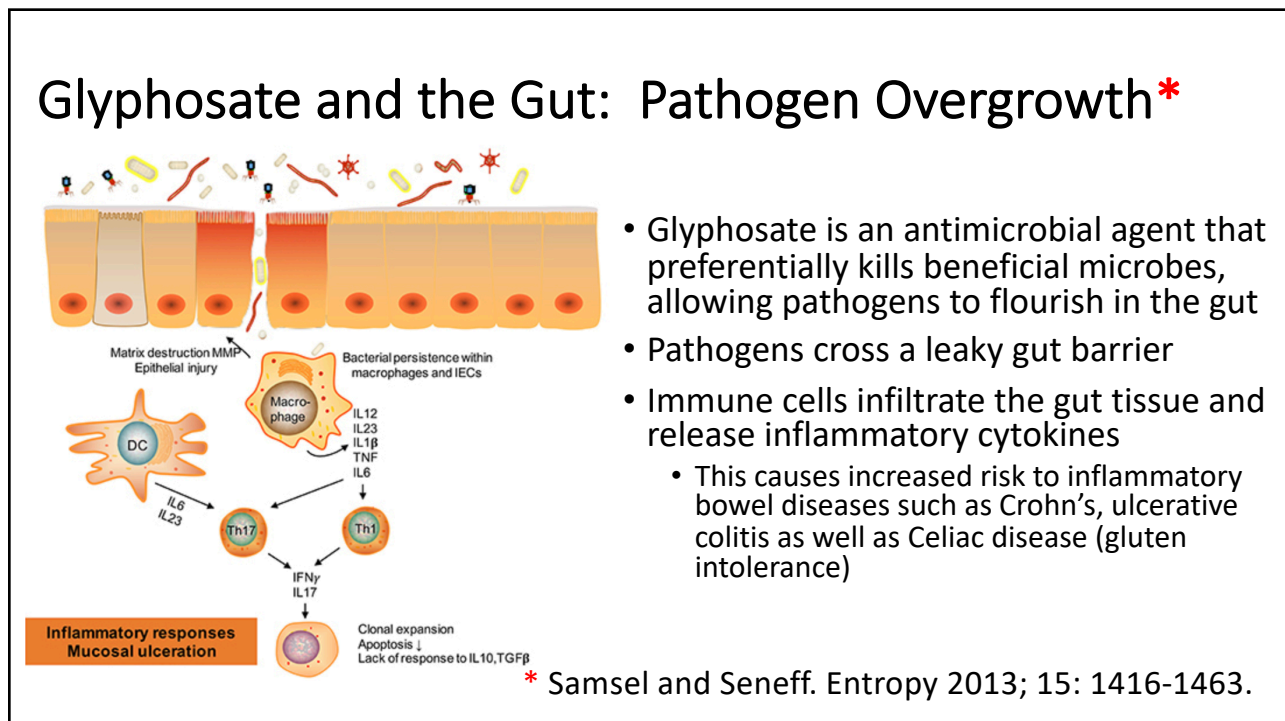 Glyphosate and the Gut: Pathogen Overgrowth*
Matrix destruction MMP
Epithelial injury
Bacterial persistence within
macrophages and IECs
Macro-
phage
IL12
IL23
IL1β
TNF
IL6
DC
IL6
IL23
Th17
Th1
IFNγ
IL17
Inflammatory responses
Mucosal ulceration
Clonal expansion
Apoptosis ↓
Lack of response to IL10,TGFβ
• Glyphosate is an antimicrobial agent that
preferentially kills beneficial microbes,
allowing pathogens to flourish in the gut
• Pathogens cross a leaky gut barrier
• Immune cells infiltrate the gut tissue and
release inflammatory cytokines
• This causes increased risk to inflammatory
bowel diseases such as Crohn’s, ulcerative
colitis as well as Celiac disease (gluten
intolerance)
* Samsel and Seneff. Entropy 2013; 15: 1416-1463.